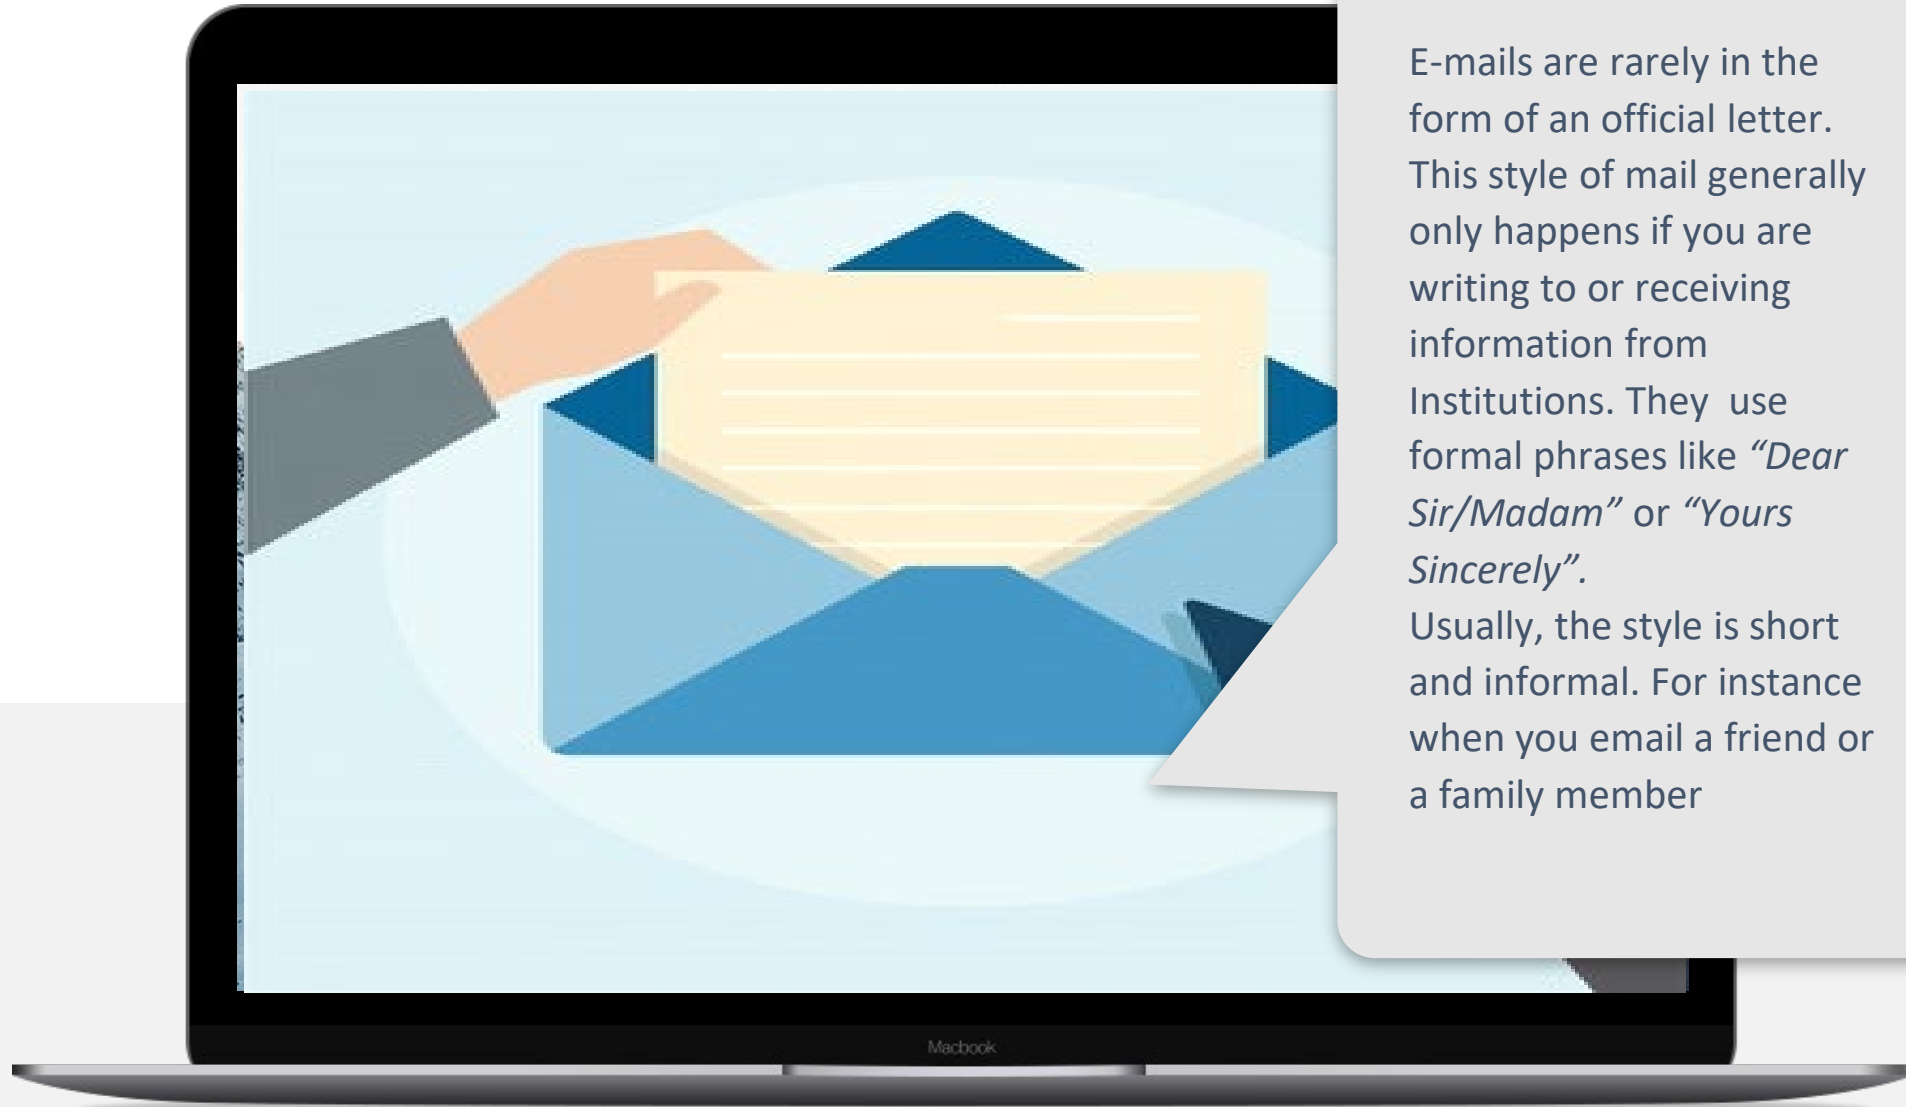 E-mails are rarely in the
form of an official letter.
This style of mail generally
only happens if you are
writing to or receiving
information from
Institutions. They  use
formal phrases like “Dear
Sir/Madam” or “Yours
Sincerely”.
Usually, the style is short
and informal. For instance
when you email a friend or
a family member
Macbook